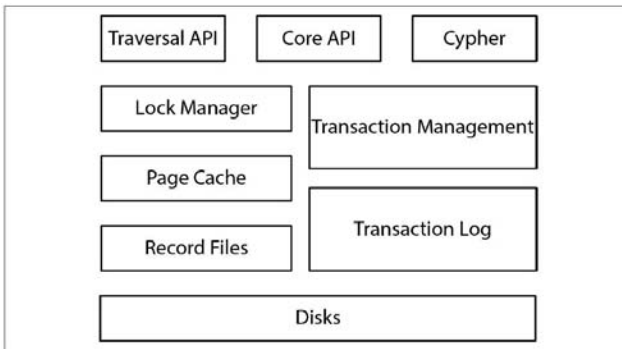 Traversal API
Core API
Cypher
Lock Manager
Transaction Management
Page Cache
Transaction Log
Record Files
Disks